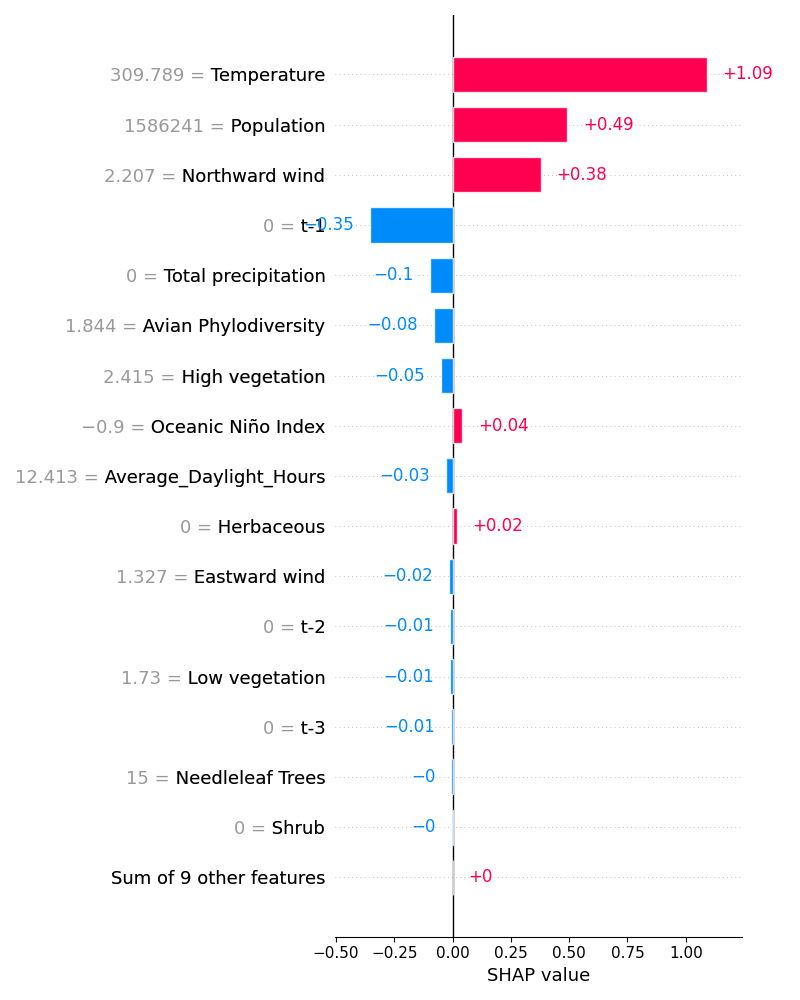 309.789 = Temperature +1.09
1586241 = Population +0.49
2.207 = Northward wind +0.38
0 = t-1 −0.35
0 = Total precipitation −0.1
1.844 = Avian Phylodiversity −0.08
2.415 = High vegetation −0.05
−0.9 = Oceanic Niño Index +0.04
12.413 = Average_Daylight_Hours −0.03
0 = Herbaceous +0.02
1.327 = Eastward wind −0.02
0 = t-2 −0.01
1.73 = Low vegetation −0.01
0 = t-3 −0.01
15 = Needleleaf Trees −0
0 = Shrub −0
Sum of 9 other features +0
−0.50 −0.25 0.00 0.25 0.50 0.75 1.00
SHAP value